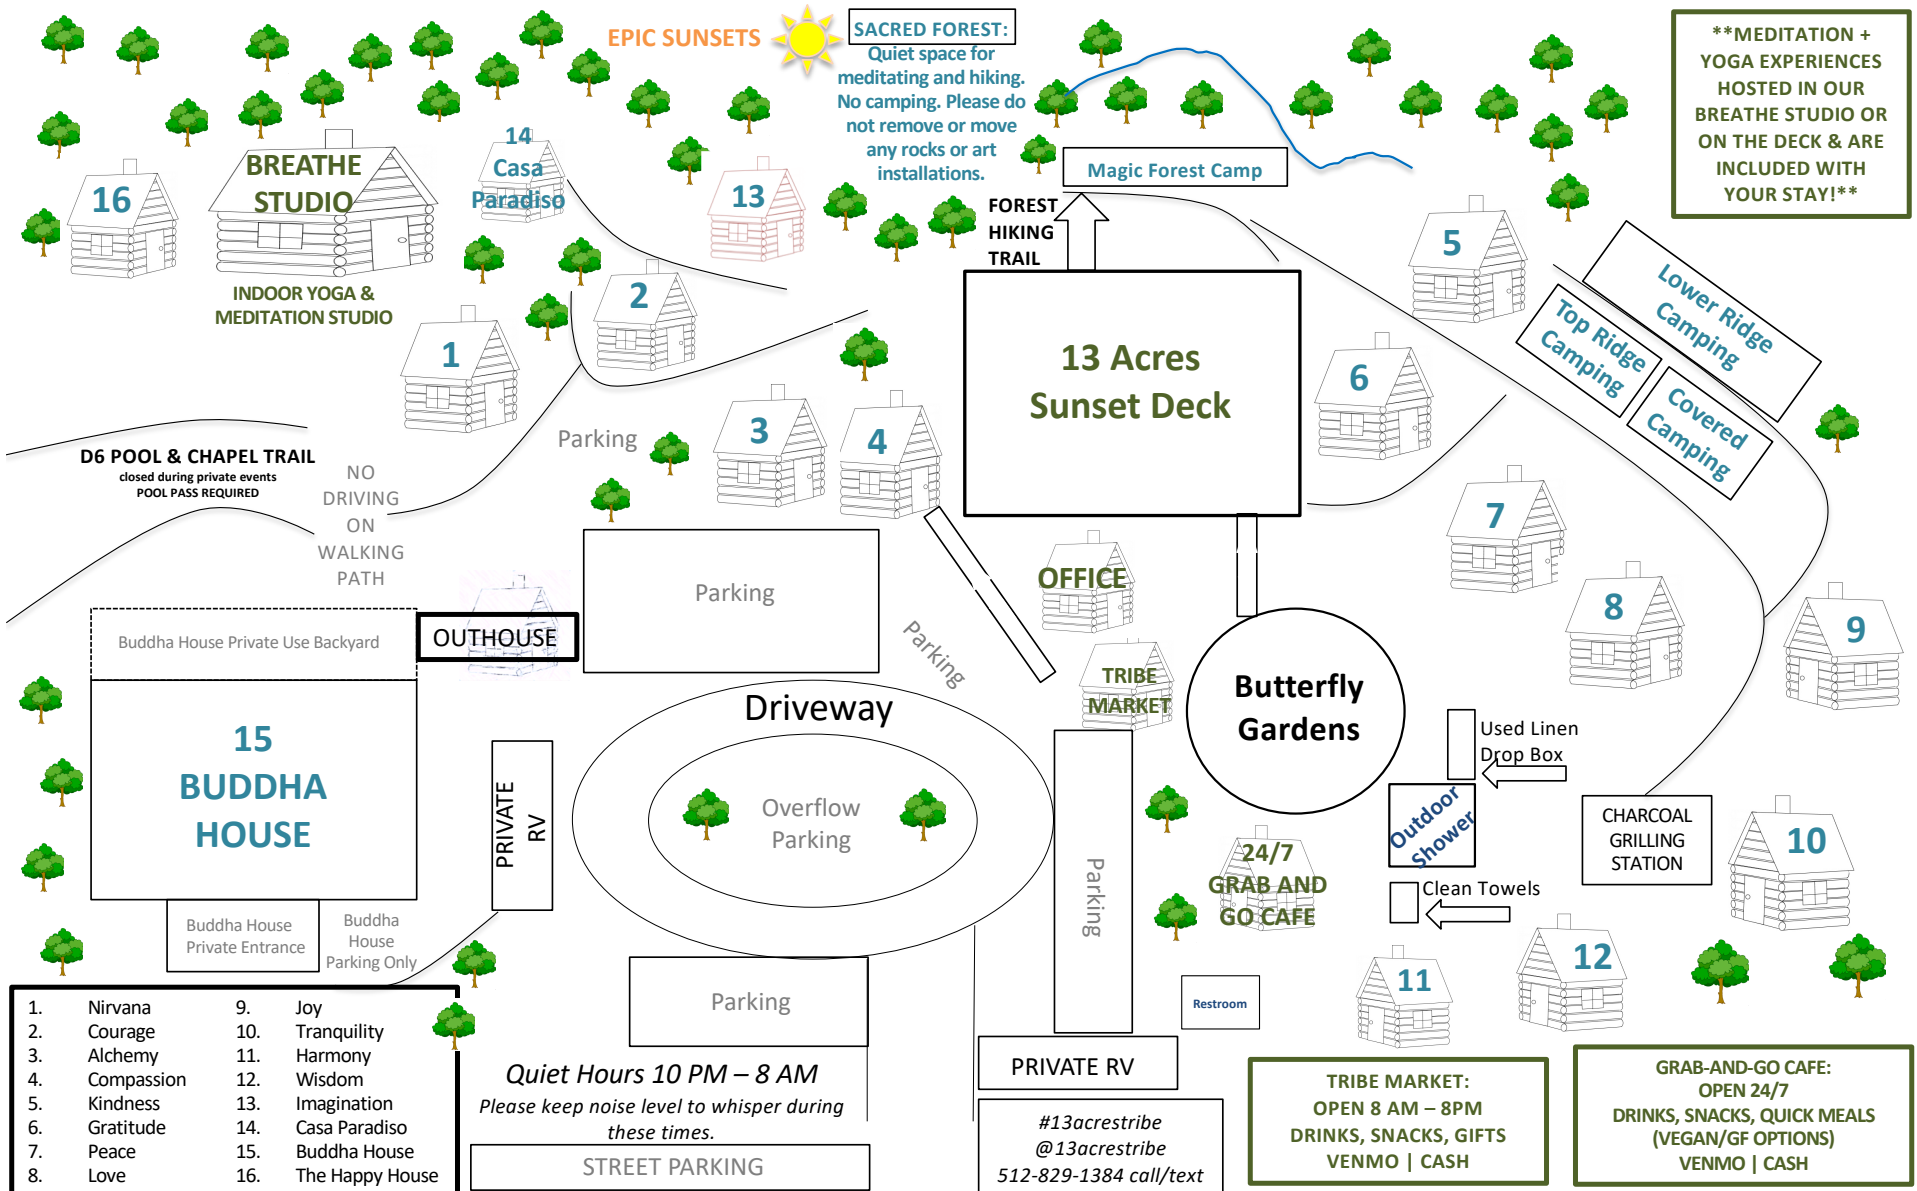 EPIC SUNSETS
SACRED FOREST:
Quiet space for
meditating and hiking.
No camping. Please do
not remove or move
any rocks or art
installations.
**MEDITATION +
YOGA EXPERIENCES
HOSTED IN OUR
BREATHE STUDIO OR
ON THE DECK & ARE
INCLUDED WITH
YOUR STAY!**
16
BREATHE
STUDIO
INDOOR YOGA &
MEDITATION STUDIO
14
Casa
Paradiso
13
Magic Forest Camp
FOREST
HIKING
TRAIL
5
Lower Ridge
Camping
Top Ridge
Camping
Covered
Camping
1
2
3
4
13 Acres
Sunset Deck
6
7
8
9
Parking
D6 POOL & CHAPEL TRAIL
closed during private events
POOL PASS REQUIRED
NO
DRIVING
ON
WALKING
PATH
Parking
OFFICE
Parking
TRIBE
MARKET
Butterfly
Gardens
Buddha House Private Use Backyard
OUTHOUSE
15
BUDDHA
HOUSE
PRIVATE
RV
Driveway
Overflow
Parking
Parking
Used Linen
Drop Box
Outdoor
Shower
Clean Towels
CHARCOAL
GRILLING
STATION
10
24/7
GRAB AND
GO CAFE
Buddha House
Private Entrance
Buddha
House
Parking Only
Parking
Restroom
11
12
1. Nirvana
2. Courage
3. Alchemy
4. Compassion
5. Kindness
6. Gratitude
7. Peace
8. Love
9. Joy
10. Tranquility
11. Harmony
12. Wisdom
13. Imagination
14. Casa Paradiso
15. Buddha House
16. The Happy House
Quiet Hours 10 PM – 8 AM
Please keep noise level to whisper during
these times.
STREET PARKING
PRIVATE RV
#13acrestribe
@13acrestribe
512-829-1384 call/text
TRIBE MARKET:
OPEN 8 AM – 8PM
DRINKS, SNACKS, GIFTS
VENMO | CASH
GRAB-AND-GO CAFE:
OPEN 24/7
DRINKS, SNACKS, QUICK MEALS
(VEGAN/GF OPTIONS)
VENMO | CASH